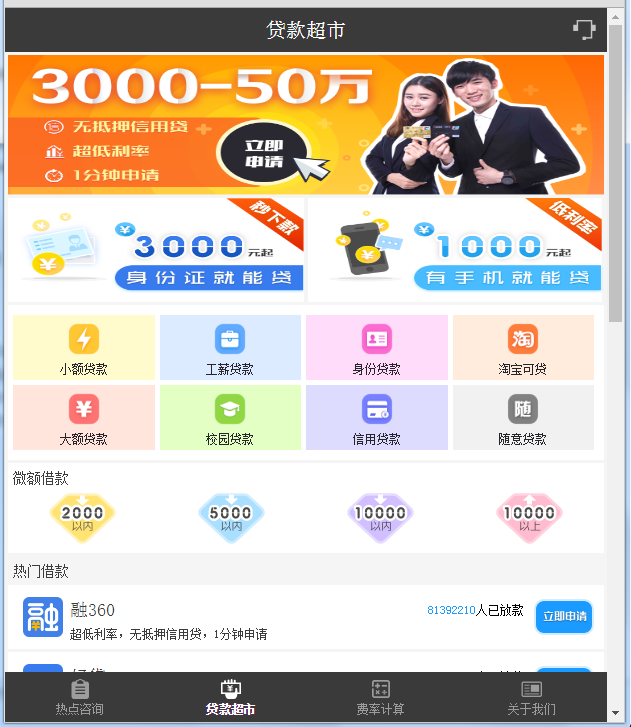 贷款超市
3000-50万
无抵押信用贷
超低利率
1分钟申请
立即
申请
秒下款
3000元起
身份证就能贷
低利率
1000元起
有手机就能贷
小额贷款
工薪贷款
身份贷款
淘
淘宝可贷
大额贷款
校园贷款
信用贷款
随
随意贷款
微额借款
2000
以内
5000
以内
10000
以内
10000
以上
热门借款
融
融360
81392210人已放款
立即申请
超低利率，无抵押信用贷，1分钟申请
热点咨询
贷款超市
费率计算
关于我们